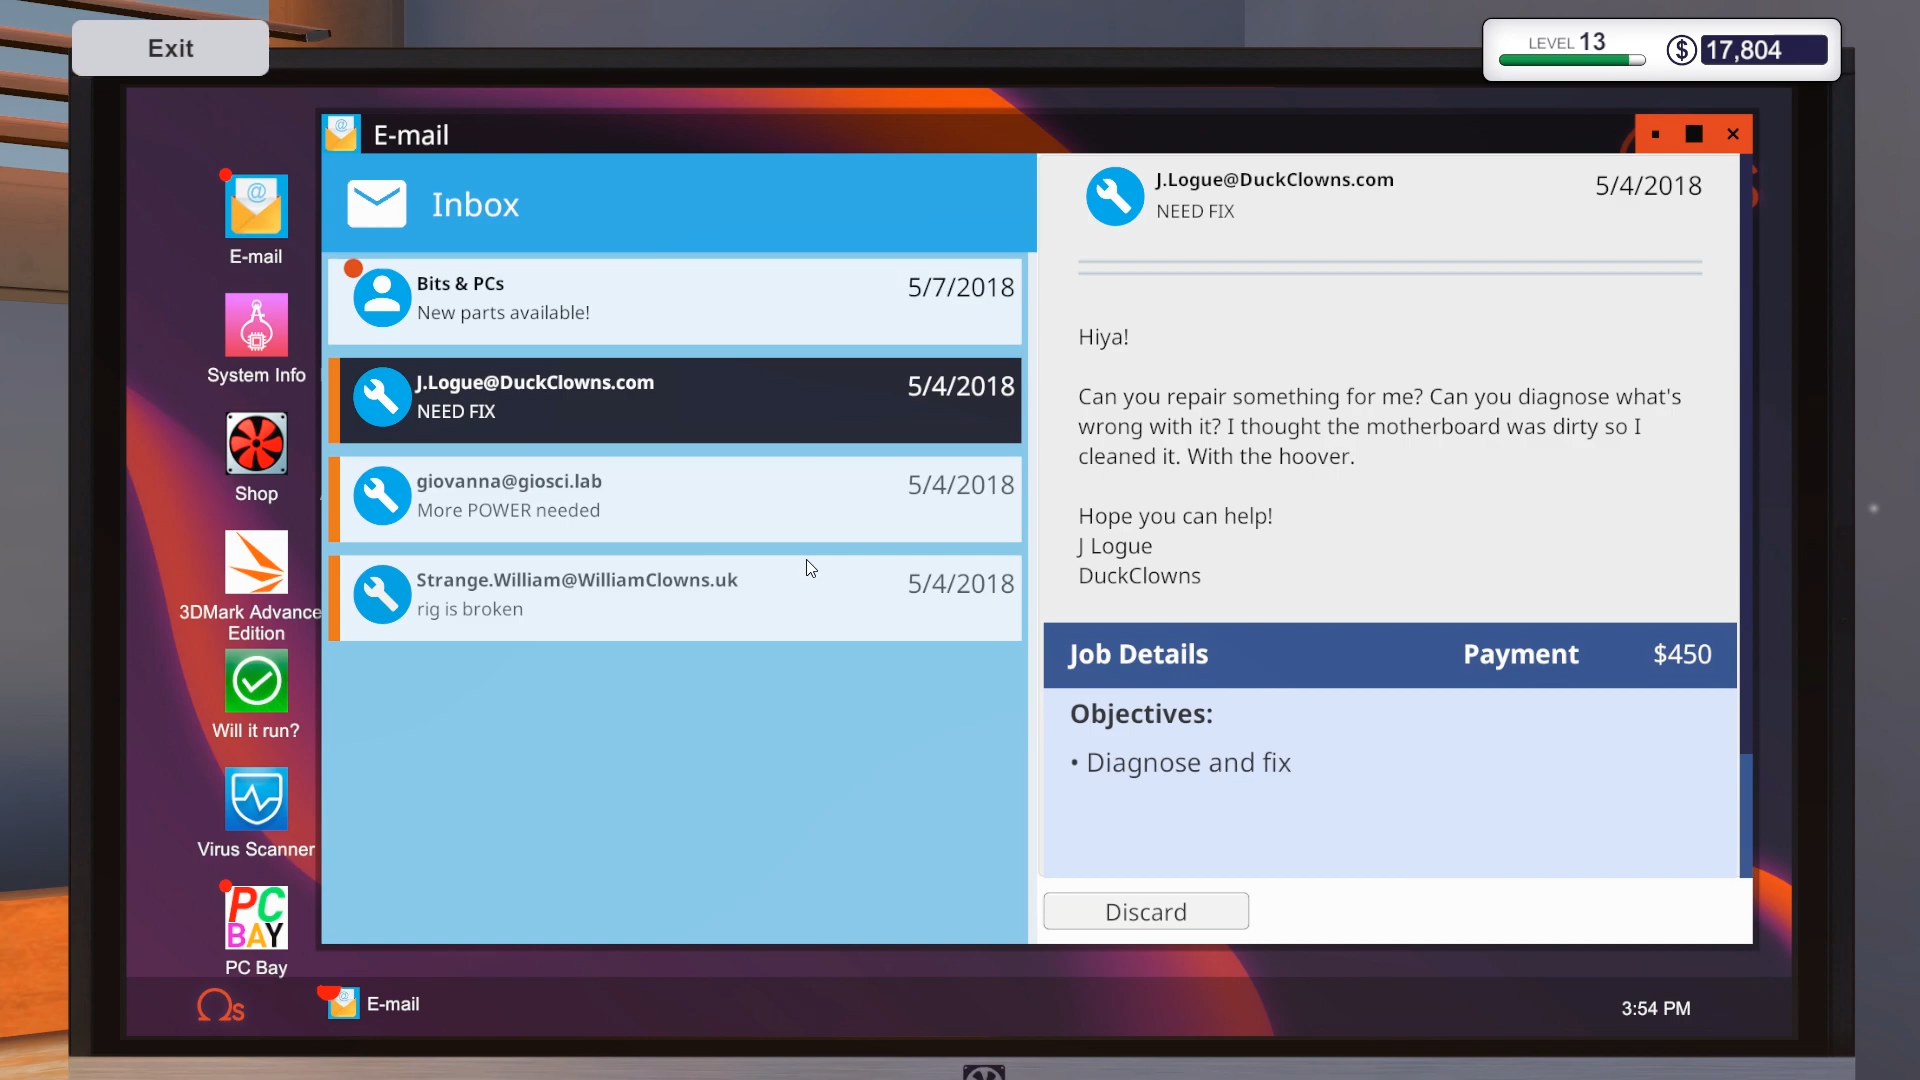 Exit
LEVEL 13
$ 17,804
E-mail
Inbox
Bits & PCs
5/7/2018
New parts available!
J.Logue@DuckClowns.com
5/4/2018
NEED FIX
giovanna@giosci.lab
5/4/2018
More POWER needed
Strange.William@WilliamClowns.uk
5/4/2018
rig is broken
J.Logue@DuckClowns.com
5/4/2018
NEED FIX
Hiya!
Can you repair something for me? Can you diagnose what's
wrong with it? I thought the motherboard was dirty so I
cleaned it. With the hoover.
Hope you can help!
J Logue
DuckClowns
Job Details
Payment
$450
Objectives:
• Diagnose and fix
Discard
E-mail
System Info
Shop
3DMark Advance
Edition
Will it run?
Virus Scanner
PC
BAY
PC Bay
Ωs
E-mail
3:54 PM